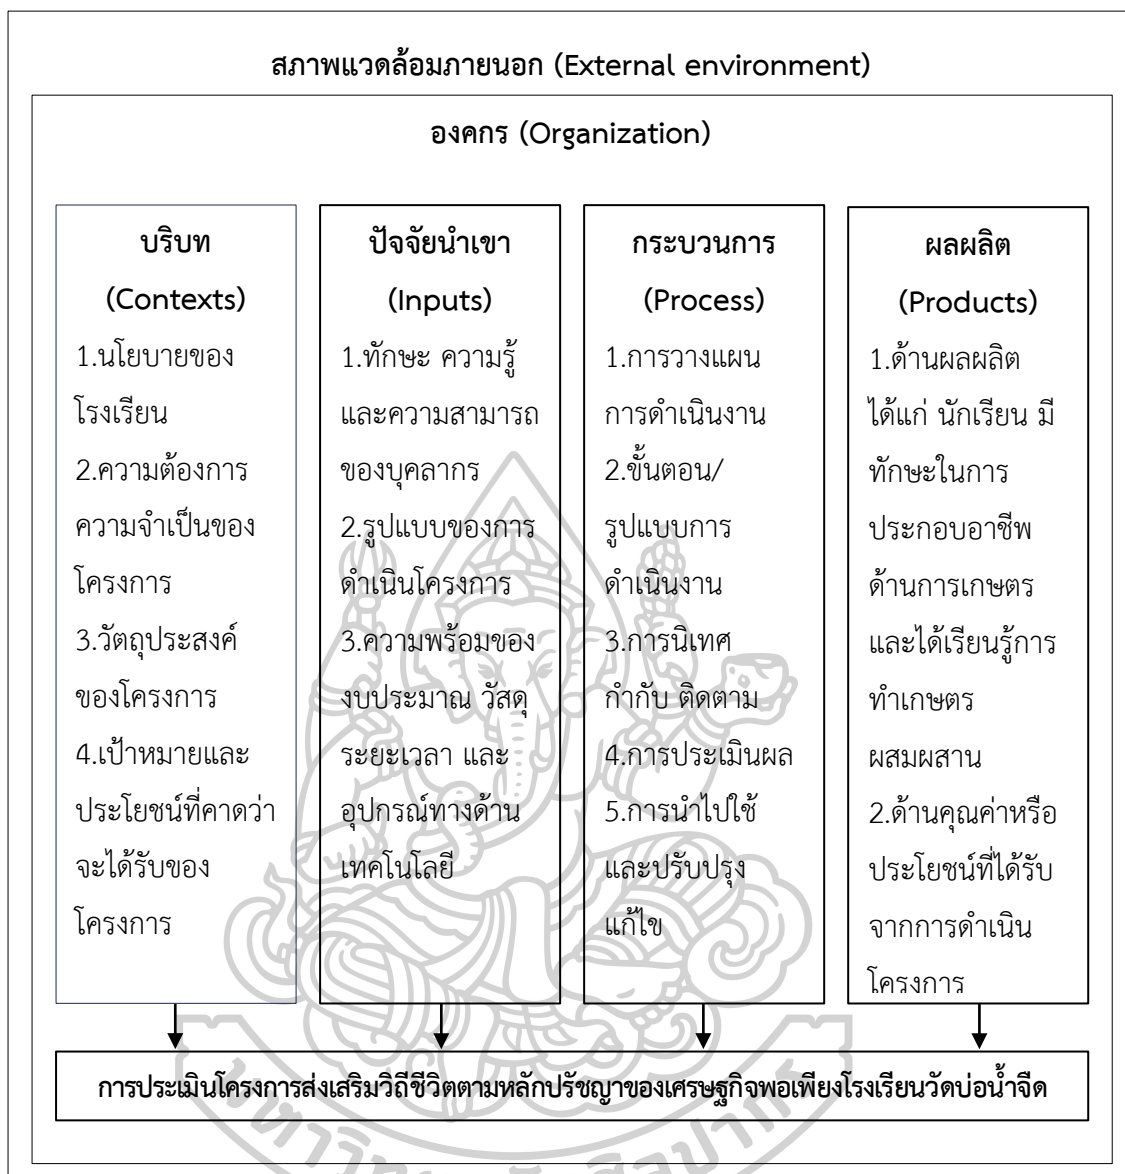 สภาพแวดล้อมภายนอก (External environment)
องคกร (Organization)
บริบท
(Contexts)
1.นโยบายของ
โรงเรียน
2.ความต้องการ
ความจำเป็นของ
โครงการ
3.วัตถุประสงค์
ของโครงการ
4.เป้าหมายและ
ประโยชน์ที่คาดว่า
จะได้รับของ
โครงการ
ปัจจัยนำเขา
(Inputs)
1.ทักษะ ความรู้
และความสามารถ
ของบุคลากร
2.รูปแบบของการ
ดำเนินโครงการ
3.ความพร้อมของ
งบประมาณ วัสดุ
ระยะเวลา และ
อุปกรณ์ทางด้าน
เทคโนโลยี
กระบวนการ
(Process)
1.การวางแผน
การดำเนินงาน
2.ขั้นตอน/
รูปแบบการ
ดำเนินงาน
3.การนิเทศ
กำกับ ติดตาม
4.การประเมินผล
5.การนำไปใช้
และปรับปรุง
แก้ไข
ผลผลิต
(Products)
1.ด้านผลผลิต
ได้แก่ นักเรียน มี
ทักษะในการ
ประกอบอาชีพ
ด้านการเกษตร
และได้เรียนรู้การ
ทำเกษตร
ผสมผสาน
2.ด้านคุณค่าหรือ
ประโยชน์ที่ได้รับ
จากการดำเนิน
โครงการ
การประเมินโครงการส่งเสริมวิถีชีวิตตามหลักปรัชญาของเศรษฐกิจพอเพียงโรงเรียนวัดบ่อน้ำจืด